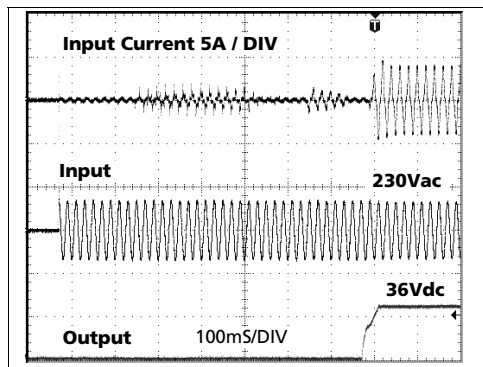 T
Input Current 5A / DIV
Input
230Vac
36Vdc
Output
100mS/DIV